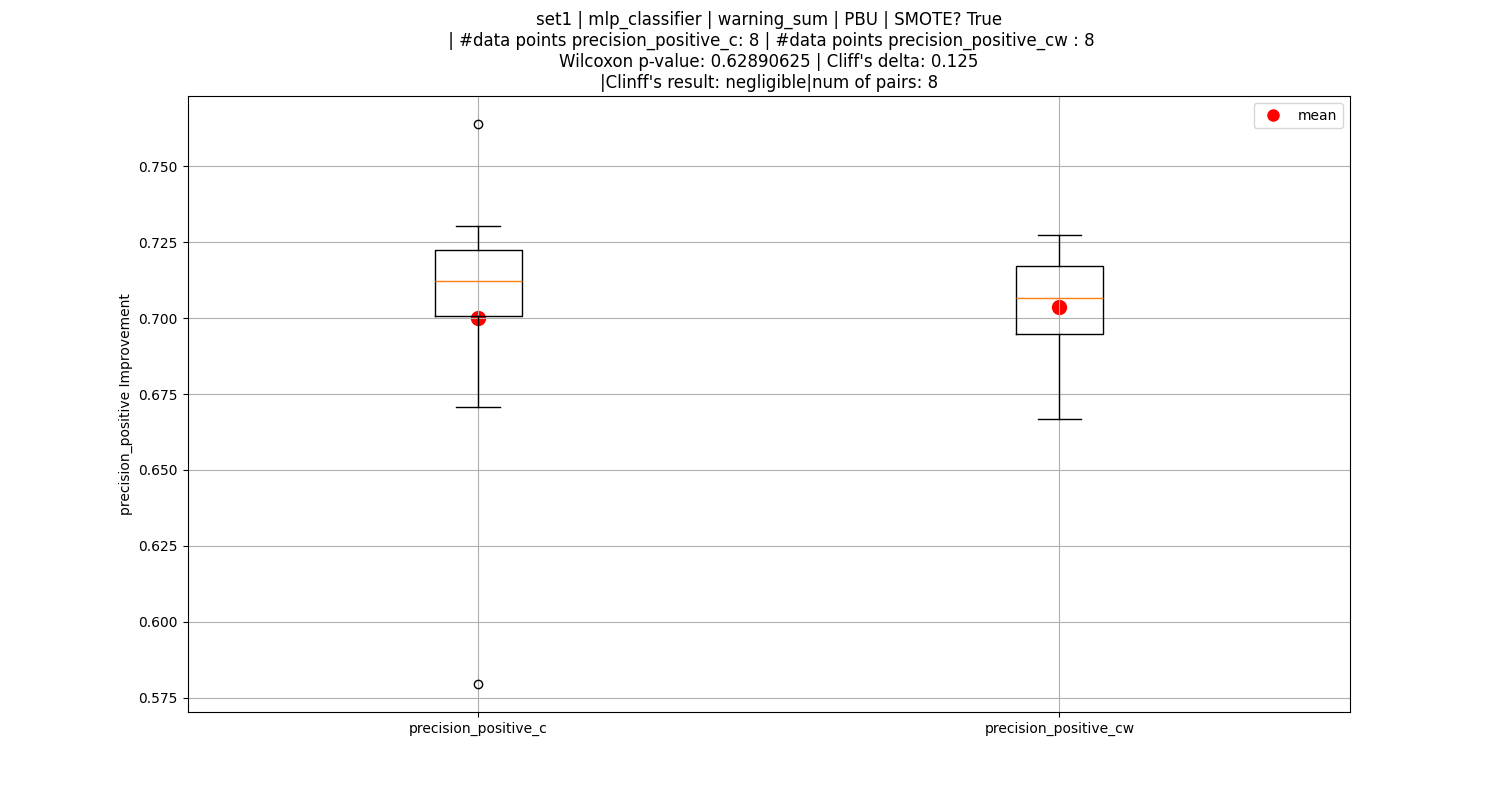 set1 | mlp_classifier | warning_sum | PBU | SMOTE? True
| #data points precision_positive_c: 8 | #data points precision_positive_cw : 8
Wilcoxon p-value: 0.62890625 | Cliff's delta: 0.125
|Clinff's result: negligible|num of pairs: 8
mean
0.750
0.725
0.700
0.675
0.650
0.625
0.600
0.575
precision_positive Improvement
precision_positive_c
precision_positive_cw